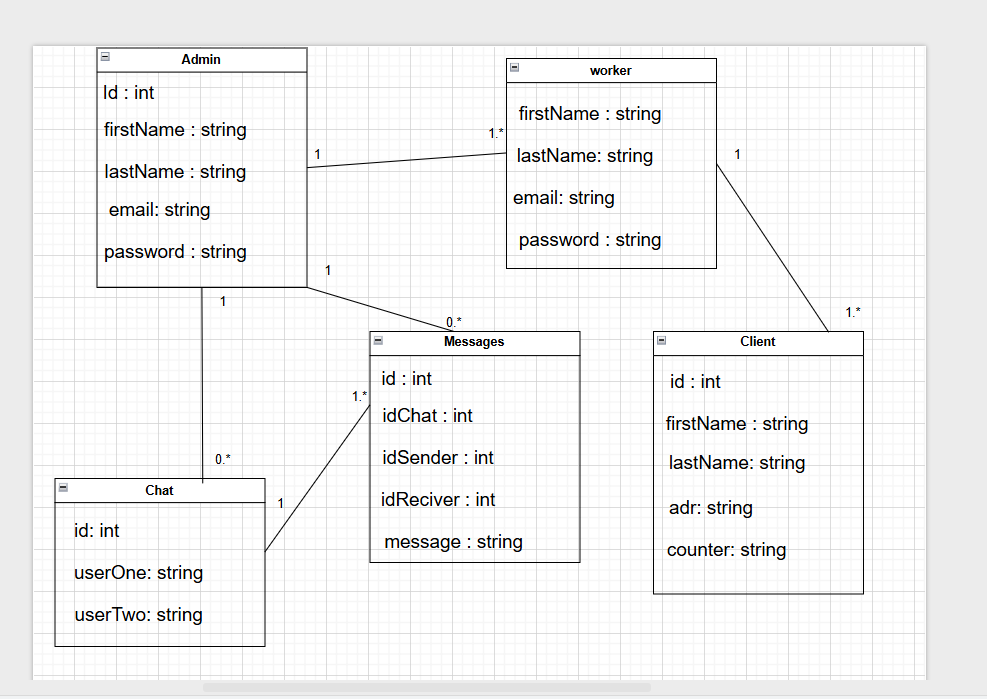 Admin
Id : int
firstName : string
lastName : string
email: string
password : string
worker
firstName : string
lastName: string
email: string
password : string
1
1.*
1
1.*
1
0.*
1
0.*
1
1.*
Messages
id : int
idChat : int
idSender : int
idReciver : int
message : string
Client
id : int
firstName : string
lastName: string
adr: string
counter: string
Chat
id: int
userOne: string
userTwo: string